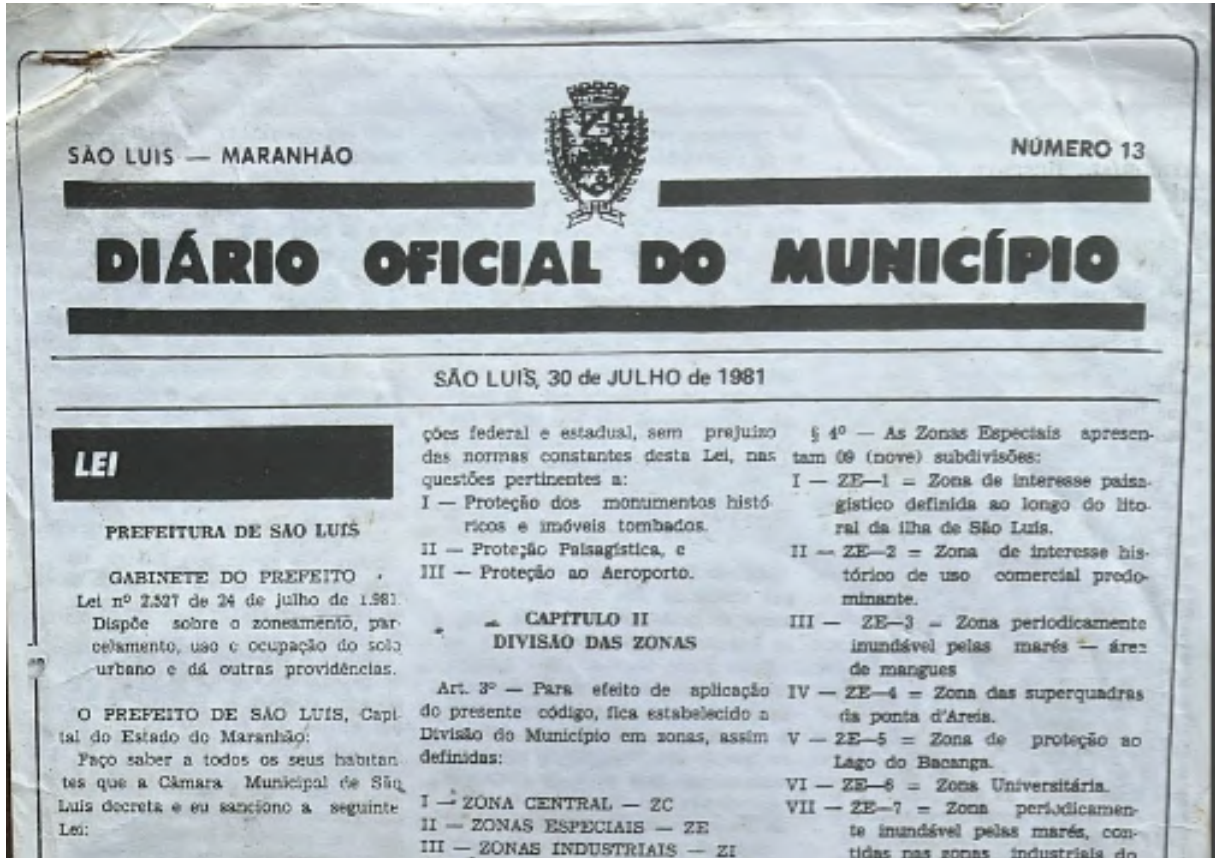 SÃO LUIS — MARANHÃO
NÚMERO 13
DIÁRIO OFICIAL DO MUNICÍPIO
SÃO LUÍS, 30 de JULHO de 1981
LEI
PREFEITURA DE SÃO LUÍS
GABINETE DO PREFEITO
Lei nº 2.527 de 24 de julho de 1.981.
Dispõe sobre o zoneamento, par-
celamento, uso e ocupação do solo
urbano e dá outras providências.
O PREFEITO DE SÃO LUÍS, Capi-
tal do Estado do Maranhão:
Faço saber a todos os seus habitan
tes que a Câmara Municipal de São
Luis decreta e eu sanciono a seguinte
Lei:
ções federal e estadual, sem prejuízo
das normas constantes desta Lei, nas
questões pertinentes a:
I — Proteção dos monumentos histó-
ricos e imóveis tombados.
II — Proteção Paisagística, e
III — Proteção ao Aeroporto.
CAPÍTULO II
DIVISÃO DAS ZONAS
Art. 3º — Para efeito de aplicação
do presente código, fica estabelecido a
Divisão do Município em zonas, assim
definidas:
I — ZONA CENTRAL — ZC
II — ZONAS ESPECIAIS — ZE
III — ZONAS INDUSTRIAIS — ZI
§ 4º — As Zonas Especiais apresen-
tam 09 (nove) subdivisões:
I — ZE—1 = Zona de interesse paisa-
gístico definida ao longo do lito-
ral da ilha de São Luís.
II — ZE—2 = Zona de interesse his-
tórico de uso comercial predo-
minante.
III — ZE—3 = Zona periodicamente
inundável pelas marés — área
de mangues
IV — ZE—4 = Zona das superquadras
da ponta d'Areia.
V — ZE—5 = Zona de proteção ao
Lago do Bacanga.
VI — ZE—6 = Zona Universitária.
VII — ZE—7 = Zona periodicamen-
te inundável pelas marés, con-
tidas nas zonas industriais do